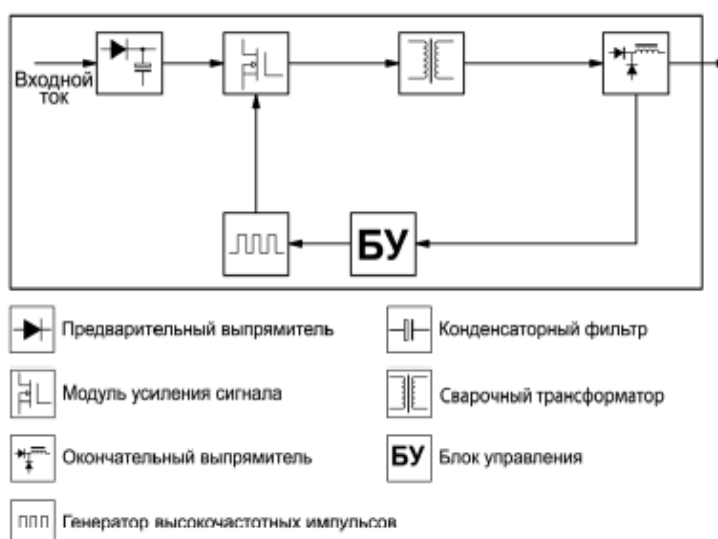 Входной
ток
БУ
Предварительный выпрямитель
Конденсаторный фильтр
Модуль усиления сигнала
Сварочный трансформатор
Окончательный выпрямитель
БУ Блок управления
Генератор высокочастотных импульсов